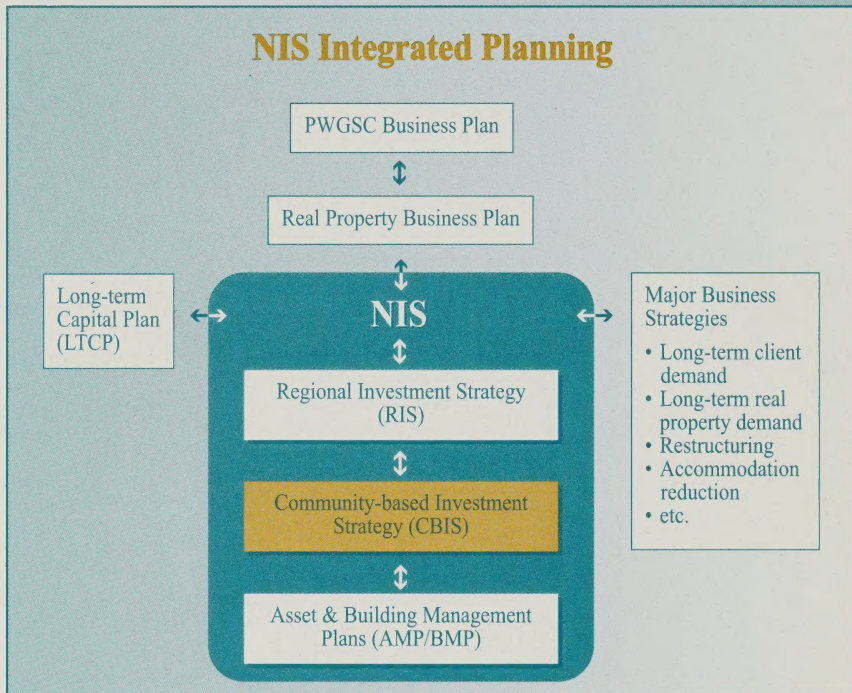 NIS Integrated Planning
PWGSC Business Plan
Real Property Business Plan
Long-term
Capital Plan
(LTCP)
NIS
Regional Investment Strategy
(RIS)
Community-based Investment
Strategy (CBIS)
Asset & Building Management
Plans (AMP/BMP)
Major Business
Strategies
• Long-term client
demand
• Long-term real
property demand
• Restructuring
• Accommodation
reduction
• etc.